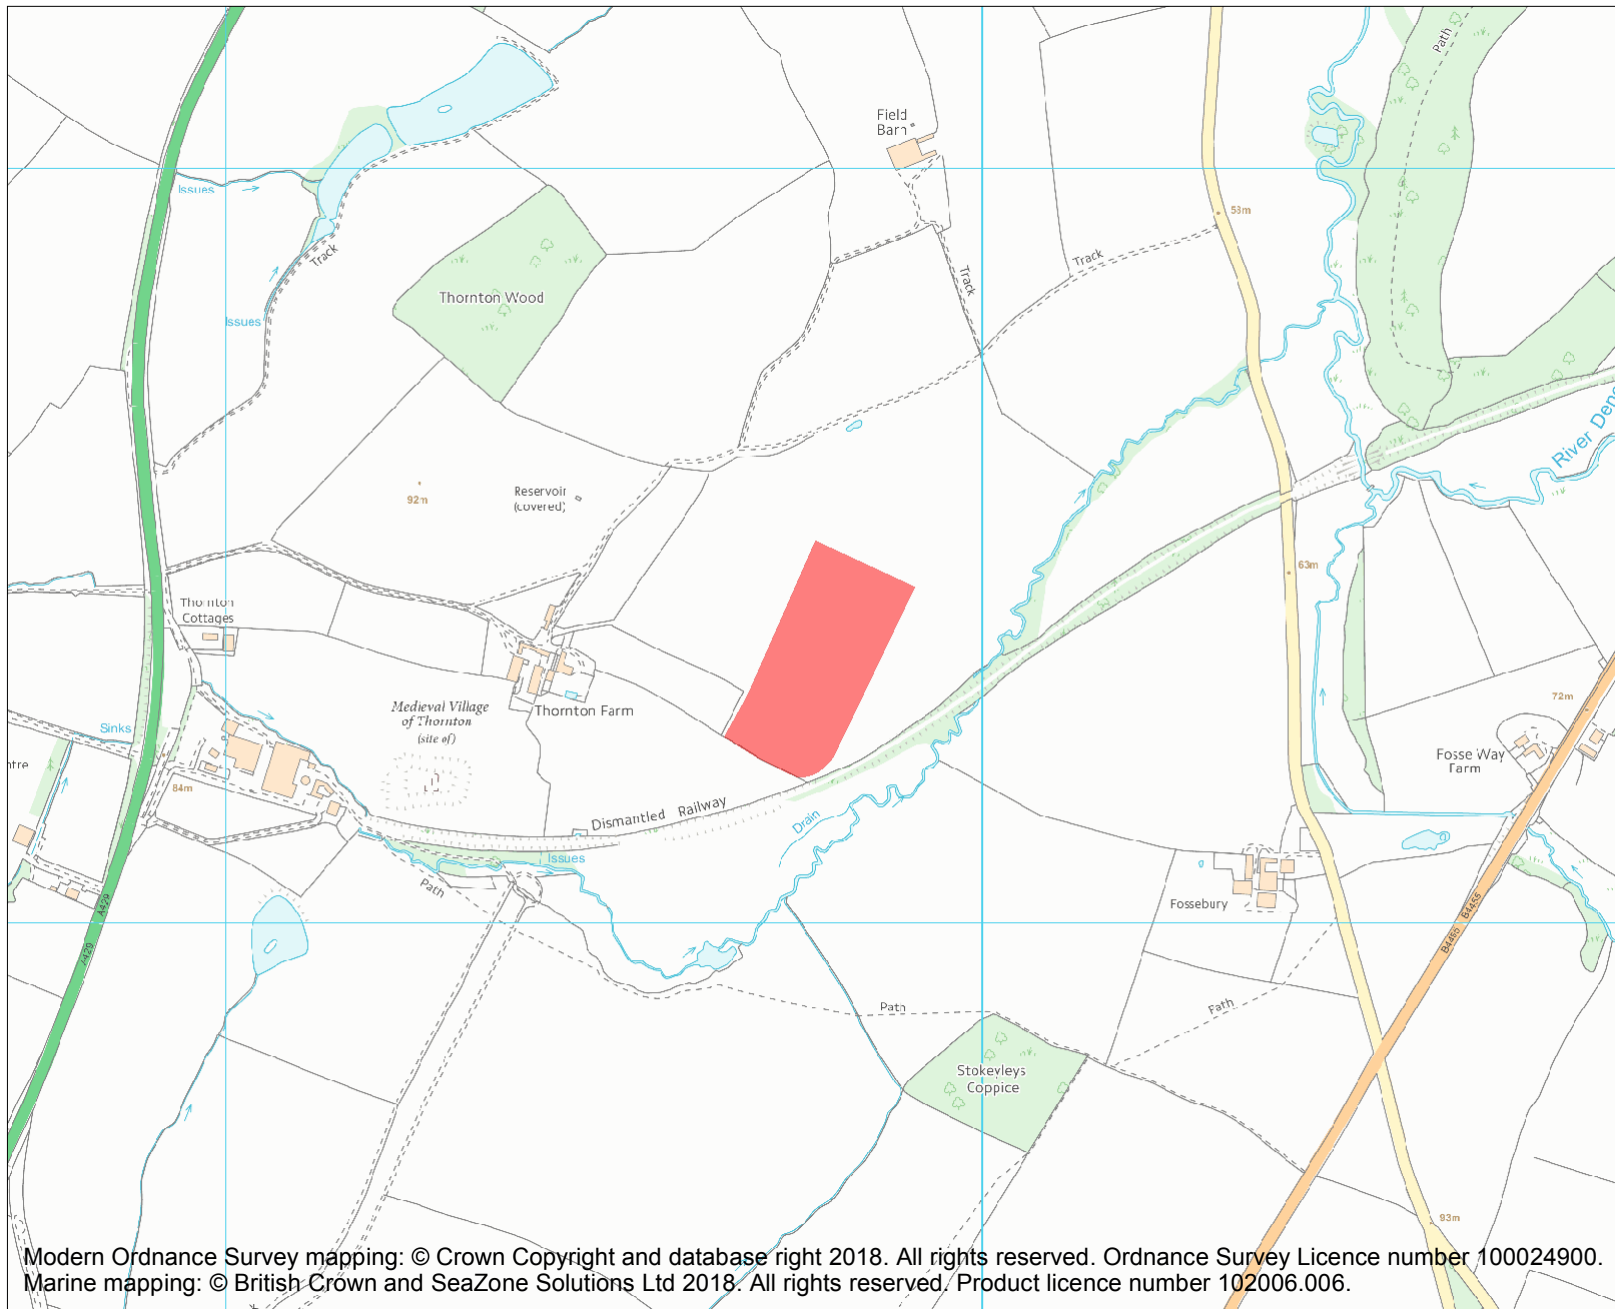 Path
Field
Barn
Issues
53m
Track
Track
Track
Thornton Wood
Issues
River Dene
92m
Reservoir
(covered)
63m
Thornton
Cottages
Medieval Village
of Thornton
(site of)
Thornton Farm
72m
Sinks
Fosse Way
Farm
ntre
84m
Dismantled Railway
Drain
Issues
Path
A429
Fossebury
B4455
B4455
A429
Path
Path
Stokeyleys
Coppice
93m
Modern Ordnance Survey mapping: © Crown Copyright and database right 2018. All rights reserved. Ordnance Survey Licence number 100024900.
Marine mapping: © British Crown and SeaZone Solutions Ltd 2018. All rights reserved. Product licence number 102006.006.